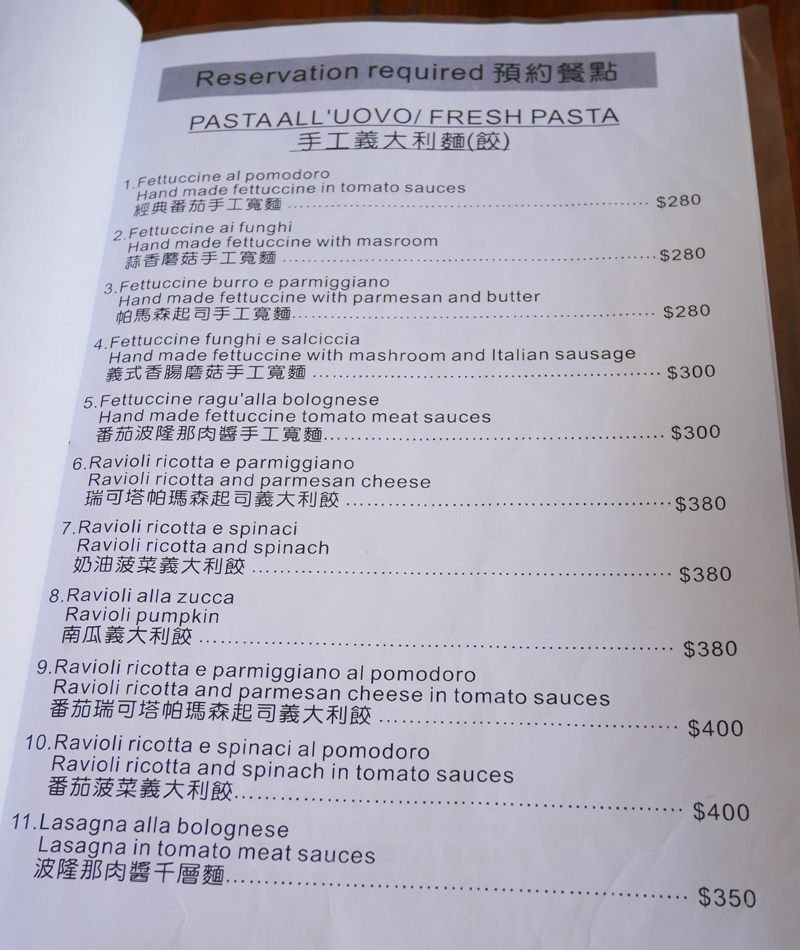 Reservation required 預約餐點
PASTA ALL'UOVO/ FRESH PASTA
手工義大利麵(餃)
1.Fettuccine al pomodoro
Hand made fettuccine in tomato sauces
經典番茄手工寬麵 ........................ $280
2.Fettuccine ai funghi
Hand made fettuccine with masroom
蒜香磨菇手工寬麵 ........................ $280
3.Fettuccine burro e parmiggiano
Hand made fettuccine with parmesan and butter
帕馬森起司手工寬麵........................ $280
4.Fettuccine funghi e salciccia
Hand made fettuccine with mashroom and Italian sausage
義式香腸磨菇手工寬麵 ........................ $300
5.Fettuccine ragu'alla bolognese
Hand made fettuccine tomato meat sauces
番茄波隆那肉醬手工寬麵........................ $300
6.Ravioli ricotta e parmiggiano
Ravioli ricotta and parmesan cheese
瑞可塔帕瑪森起司義大利餃 ........................$380
7.Ravioli ricotta e spinaci
Ravioli ricotta and spinach
奶油菠菜義大利餃 ........................ $380
8.Ravioli alla zucca
Ravioli pumpkin
南瓜義大利餃 ........................ $380
9.Ravioli ricotta e parmiggiano al pomodoro
Ravioli ricotta and parmesan cheese in tomato sauces
番茄瑞可塔帕瑪森起司義大利餃 ........................ $400
10.Ravioli ricotta e spinaci al pomodoro
Ravioli ricotta and spinach in tomato sauces
番茄菠菜義大利餃........................ $400
11.Lasagna alla bolognese
Lasagna in tomato meat sauces
波隆那肉醬千層麵........................ $350